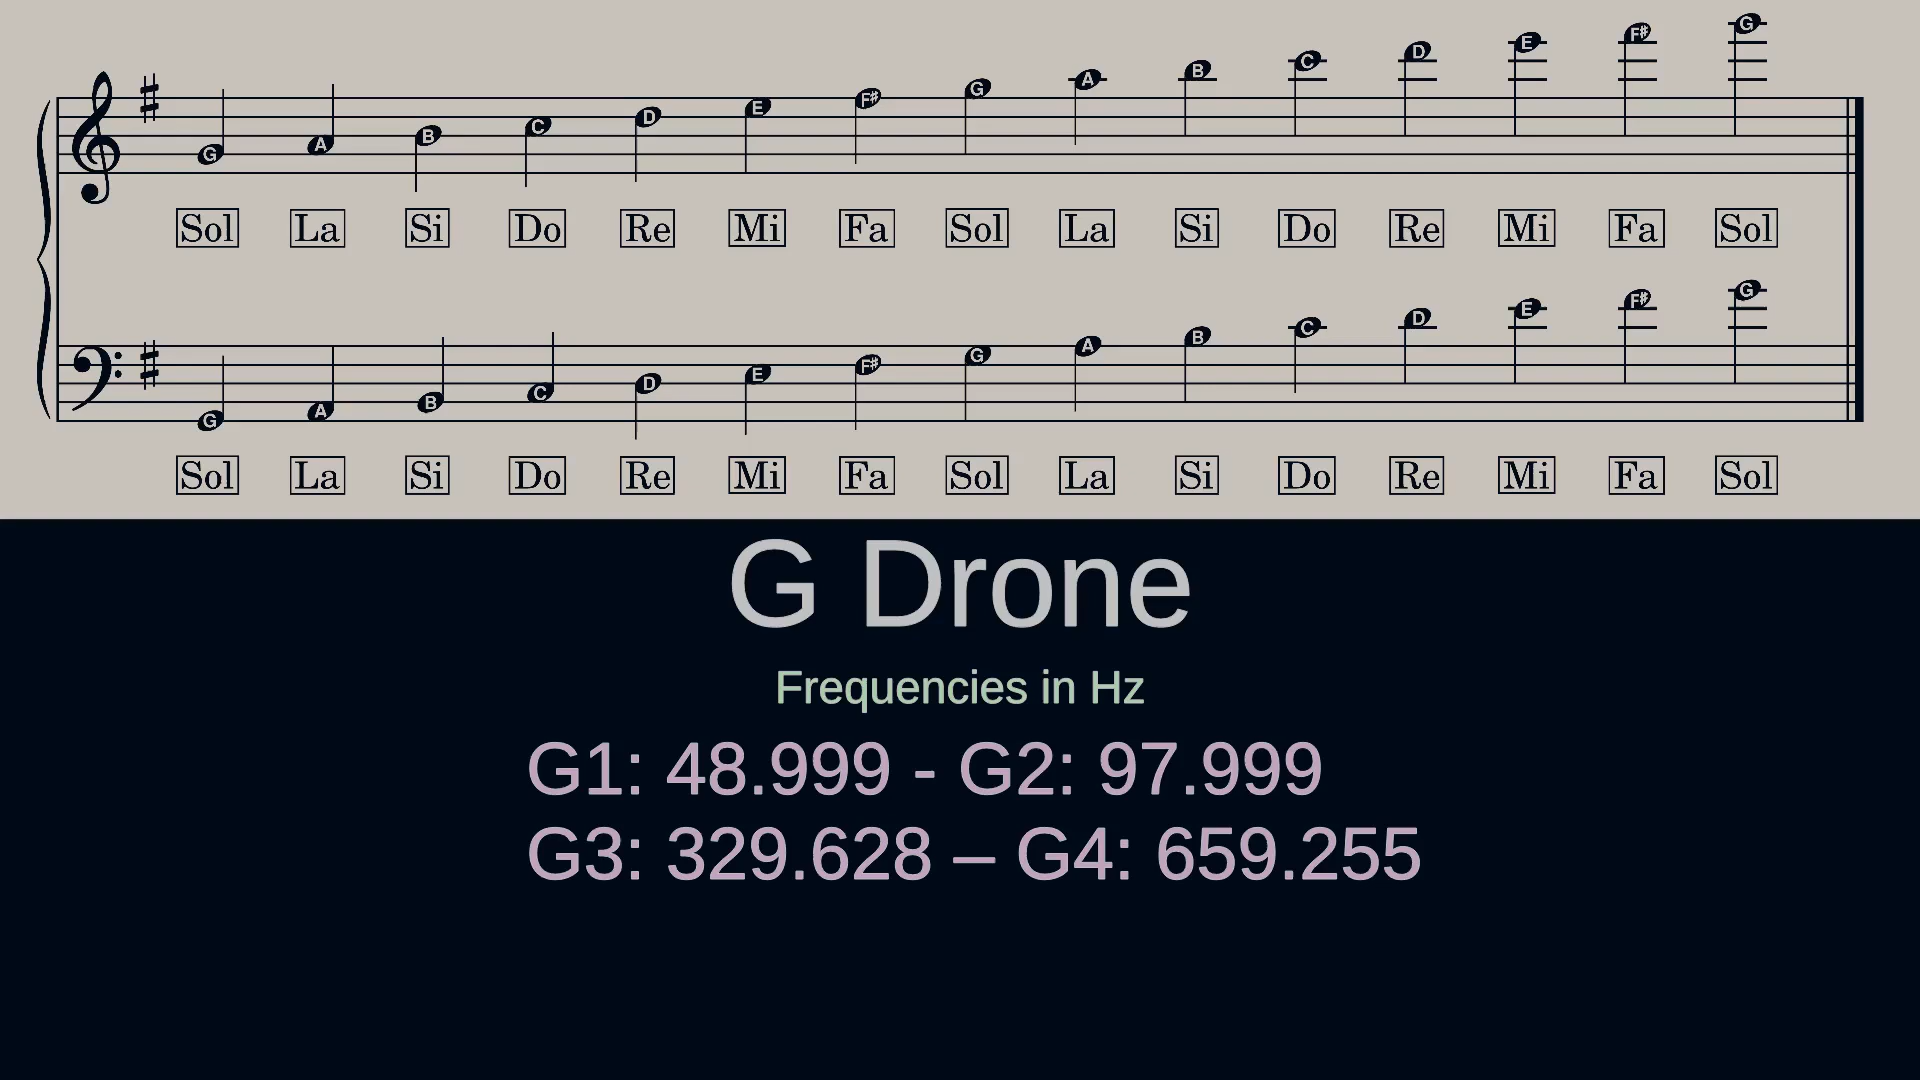 G A B C D E F# G A B C D E F# G
Sol La Si Do Re Mi Fa Sol La Si Do Re Mi Fa Sol
G A B C D E F# G A B C D E F# G
Sol La Si Do Re Mi Fa Sol La Si Do Re Mi Fa Sol
G Drone
Frequencies in Hz
G1: 48.999 - G2: 97.999
G3: 329.628 – G4: 659.255